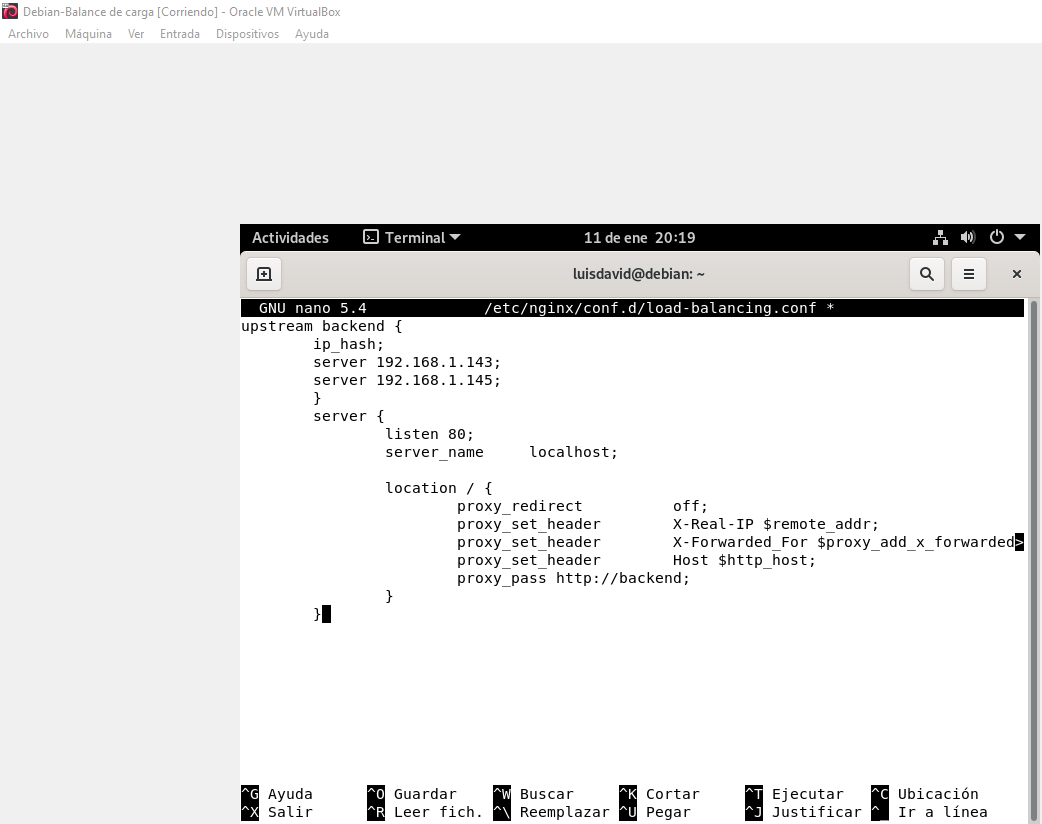 Debian-Balance de carga [Corriendo] - Oracle VM VirtualBox
Archivo Máquina Ver Entrada Dispositivos Ayuda
Actividades Terminal 11 de ene 20:19
luisdavid@debian: ~
GNU nano 5.4 /etc/nginx/conf.d/load-balancing.conf *
upstream backend {
ip_hash;
server 192.168.1.143;
server 192.168.1.145;
}
server {
listen 80;
server_name localhost;
location / {
proxy_redirect off;
proxy_set_header X-Real-IP $remote_addr;
proxy_set_header X-Forwarded_For $proxy_add_x_forwarded>
proxy_set_header Host $http_host;
proxy_pass http://backend;
}
}
^G Ayuda ^O Guardar ^W Buscar ^K Cortar ^T Ejecutar ^C Ubicación
^X Salir ^R Leer fich. ^\ Reemplazar ^U Pegar ^J Justificar ^_ Ir a línea